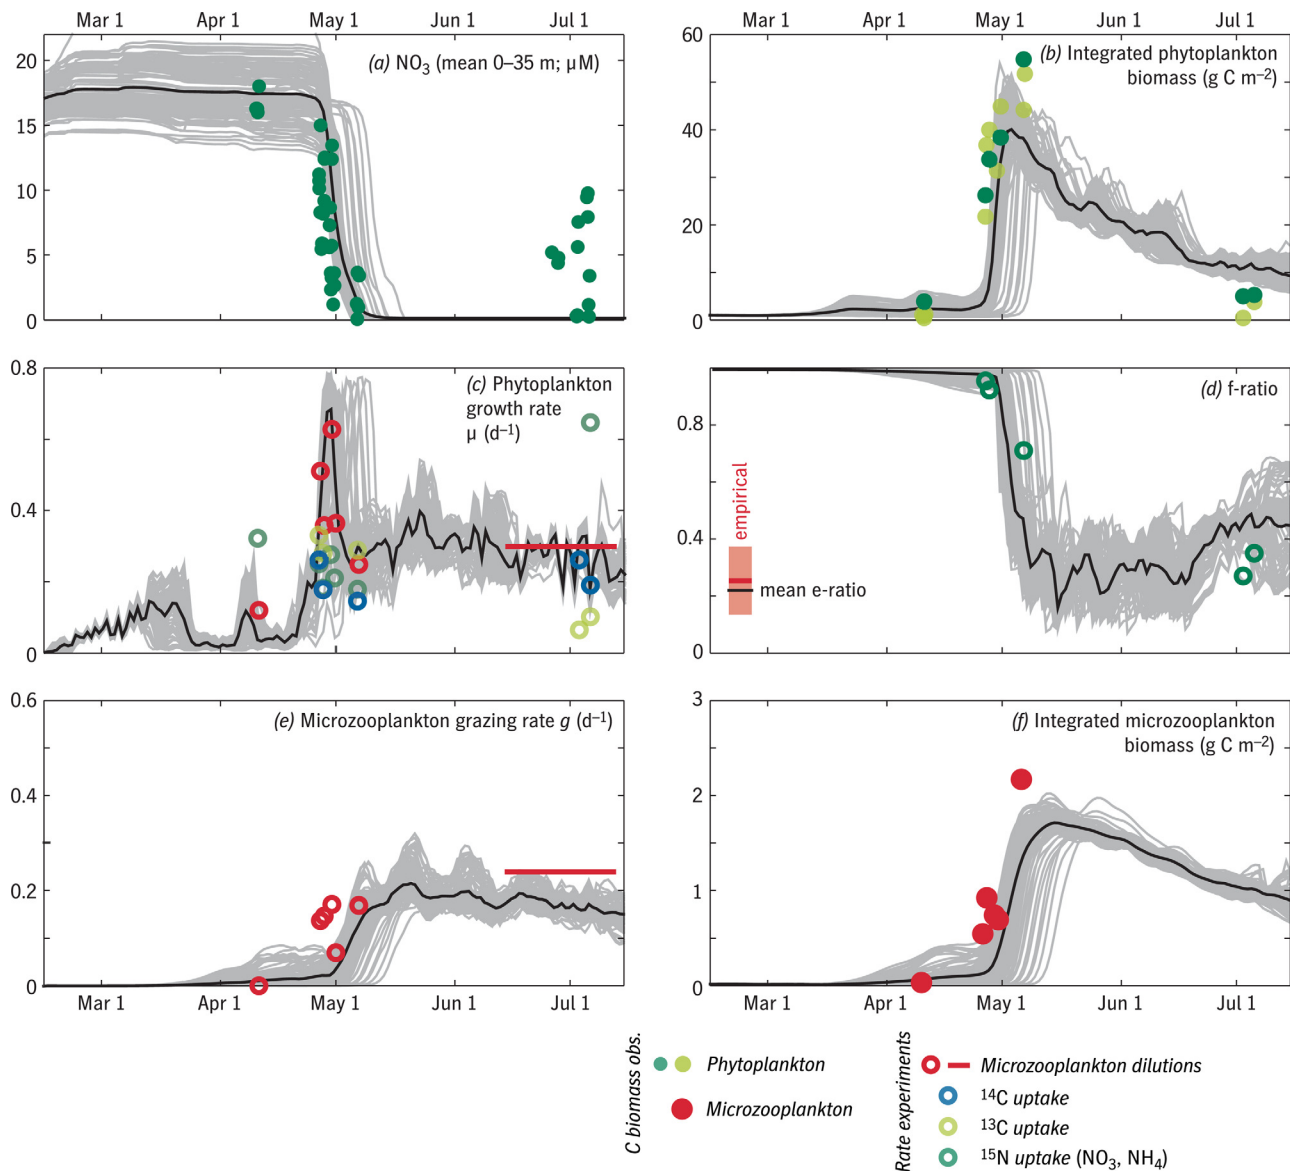 Mar 1 Apr 1 May 1 Jun 1 Jul 1
Mar 1 Apr 1 May 1 Jun 1 Jul 1
(a) NO3 (mean 0–35 m; μM)
20
15
10
5
0
(b) Integrated phytoplankton
biomass (g C m–2)
60
40
20
0
(c) Phytoplankton
growth rate
μ (d–1)
0.8
0.4
0
(d) f-ratio
0.8
0.4
0
empirical
mean e-ratio
(e) Microzooplankton grazing rate g (d–1)
0.6
0.4
0.2
0
Mar 1 Apr 1 May 1 Jun 1 Jul 1
(f) Integrated microzooplankton
biomass (g C m–2)
3
2
1
0
Mar 1 Apr 1 May 1 Jun 1 Jul 1
C biomass obs.
Phytoplankton
Microzooplankton
Rate experiments
Microzooplankton dilutions
14C uptake
13C uptake
15N uptake (NO3, NH4)